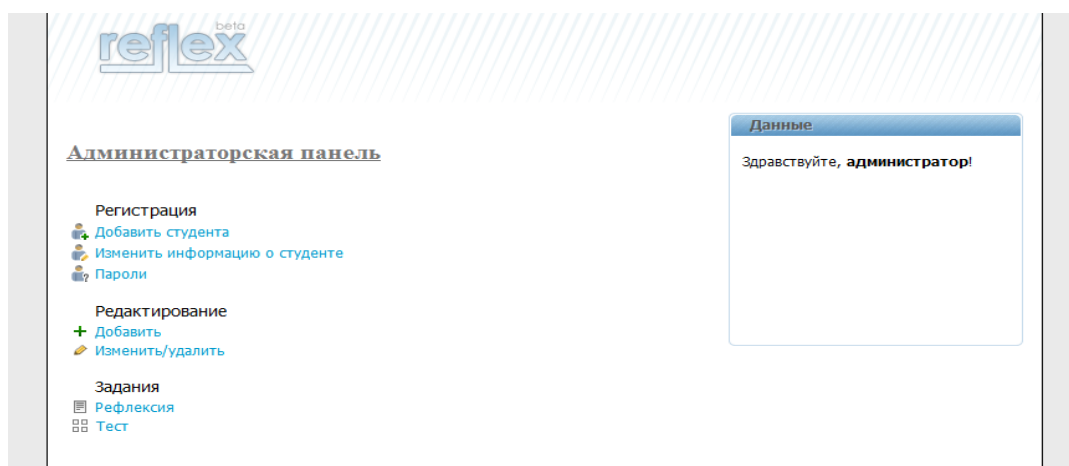 beta
reflex
Администраторская панель
Регистрация
Добавить студента
Изменить информацию о студенте
Пароли
Редактирование
Добавить
Изменить/удалить
Задания
Рефлексия
Тест
Данные
Здравствуйте, администратор!